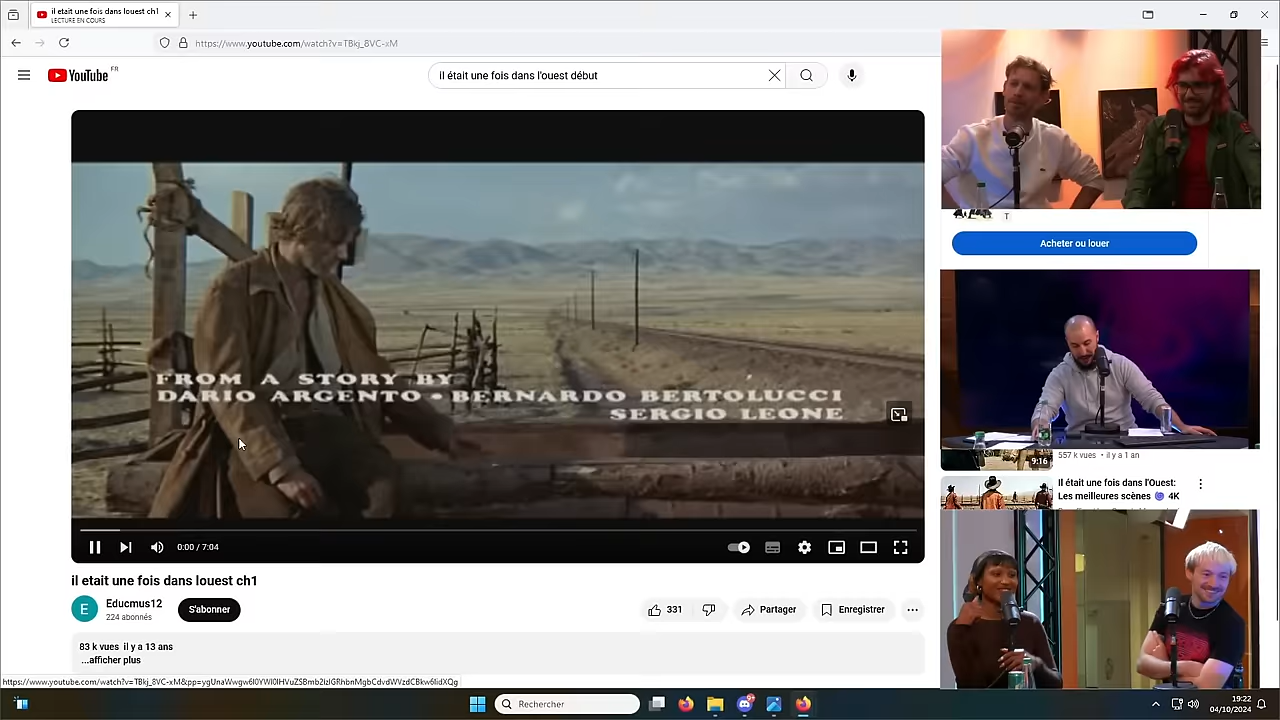 il etait une fois dans louest ch1
LECTURE EN COURS
https://www.youtube.com/watch?v=TBkj_8VC-xM
YouTube FR
il était une fois dans l'ouest début
FROM A STORY BY
DARIO ARGENTO • BERNARDO BERTOLUCCI
SERGIO LEONE
0:00 / 7:04
il etait une fois dans louest ch1
E
Educmus12
224 abonnés
S'abonner
331
Partager
Enregistrer
83 k vues il y a 13 ans
...afficher plus
T
Acheter ou louer
9:16
557 k vues • il y a 1 an
Il était une fois dans l'Ouest:
Les meilleures scènes 🌀 4K
Rechercher
19:22
04/10/2024